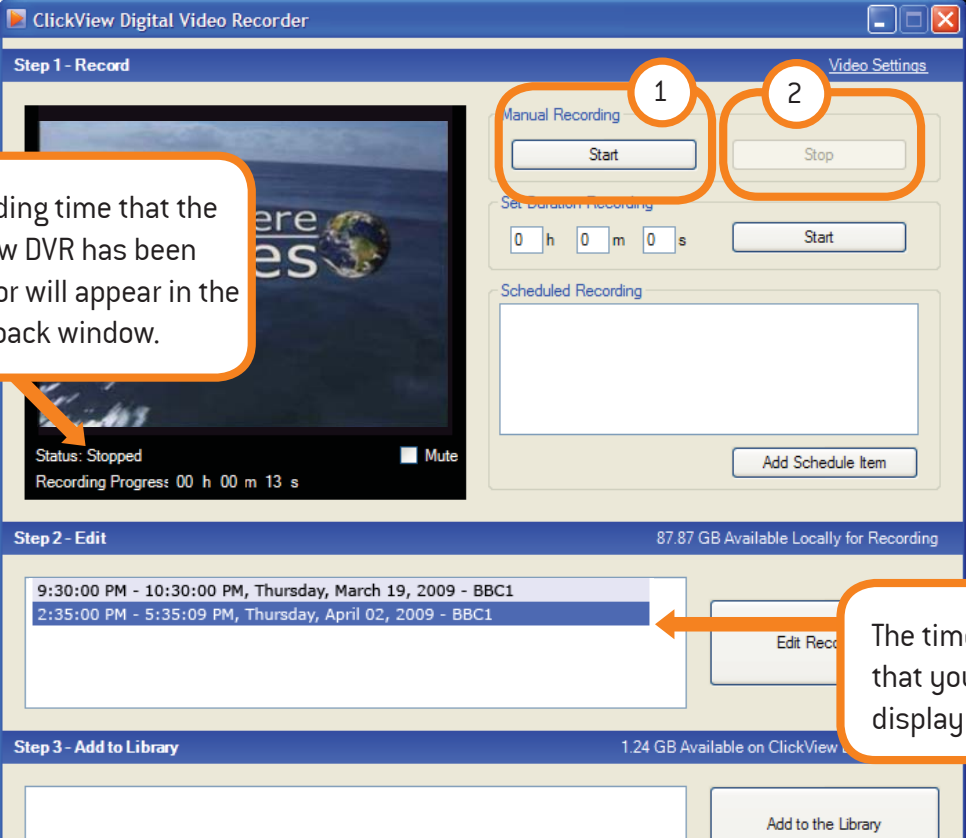 ClickView Digital Video Recorder
Step 1 - Record
Video Settings
1
2
Manual Recording
Start
Stop
ding time that the
w DVR has been
or will appear in the
back window.
ere
es
Set Duration Recording
0 h 0 m 0 s
Start
Scheduled Recording
Status: Stopped
Mute
Recording Progress 00 h 00 m 13 s
Add Schedule Item
Step 2 - Edit
87.87 GB Available Locally for Recording
9:30:00 PM - 10:30:00 PM, Thursday, March 19, 2009 - BBC1
2:35:00 PM - 5:35:09 PM, Thursday, April 02, 2009 - BBC1
Edit Reco
The time
that you
display
Step 3 - Add to Library
1.24 GB Available on ClickView
Add to the Library